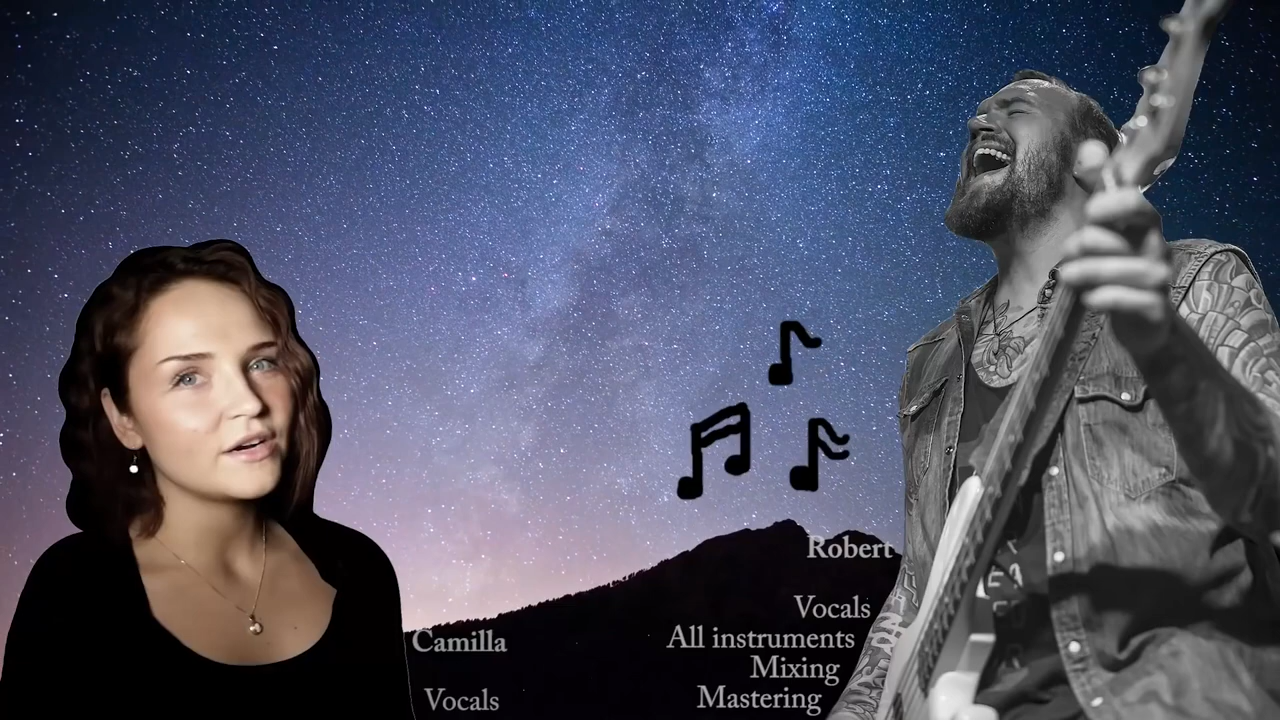 Camilla
Vocals
Robert
Vocals
All instruments
Mixing
Mastering